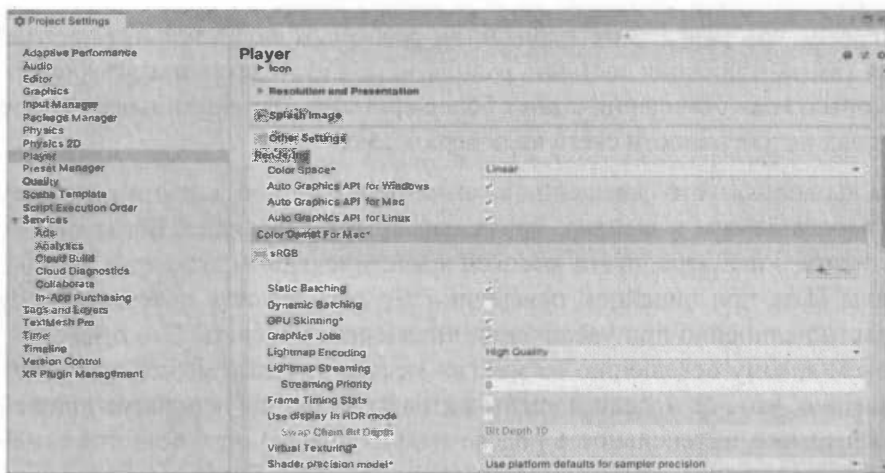 Project Settings
Adaptive Performance
Audio
Editor
Graphics
Input Manager
Package Manager
Physics
Physics 2D
Player
Preset Manager
Quality
Scene Template
Script Execution Order
Services
Ads
Analytics
Cloud Build
Cloud Diagnostics
Collaborate
In-App Purchasing
Tags and Layers
TextMesh Pro
Time
Timeline
Version Control
XR Plugin Management
Player
Icon
Resolution and Presentation
Splash Image
Other Settings
Rendering
Color Space* Linear
Auto Graphics API for Windows
Auto Graphics API for Mac
Auto Graphics API for Linux
Color Gamut For Mac*
sRGB
Static Batching
Dynamic Batching
GPU Skinning*
Graphics Jobs
Lightmap Encoding High Quality
Lightmap Streaming
Streaming Priority 0
Frame Timing Stats
Use display in HDR mode
Swap Chain Bit Depth Bit Depth 10
Virtual Texturing*
Shader precision model* Use platform defaults for sampler precision